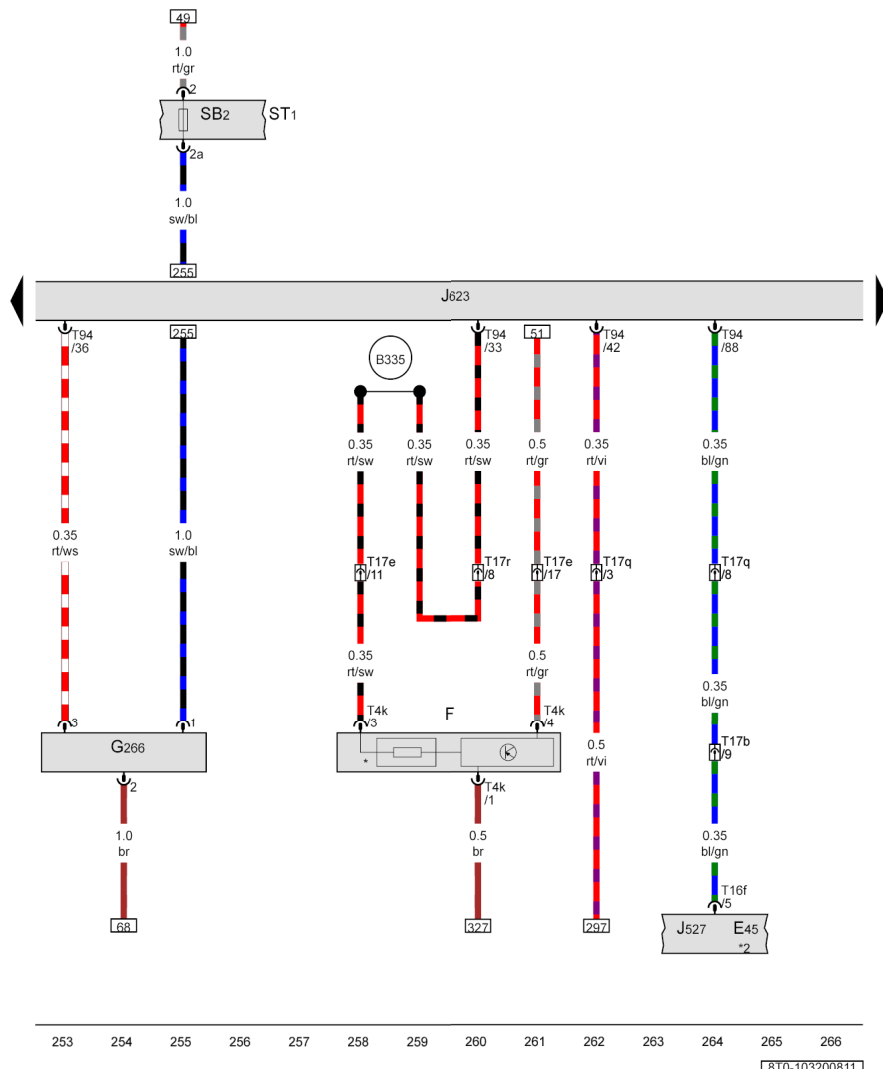 49
1.0
rt/gr
2
SB2 ST1
2a
1.0
sw/bl
255
J623
T94
/36
255
B335
T94
/33
51
T94
/42
T94
/88
0.35
rt/sw
0.35
rt/sw
0.35
rt/sw
0.5
rt/gr
0.35
rt/vi
0.35
bl/gn
0.35
rt/ws
1.0
sw/bl
T17e
/11
T17r
/8
T17e
/17
T17q
/3
T17q
/8
0.35
rt/sw
0.5
rt/gr
0.35
bl/gn
3
1
T4k
/3
F
T4k
/4
G266
*
0.5
rt/vi
T17b
/9
2
T4k
/1
1.0
br
0.5
br
0.35
bl/gn
T16f
/5
68
327
297
J527 E45
*2
253 254 255 256 257 258 259 260 261 262 263 264 265 266
8T0-103200811